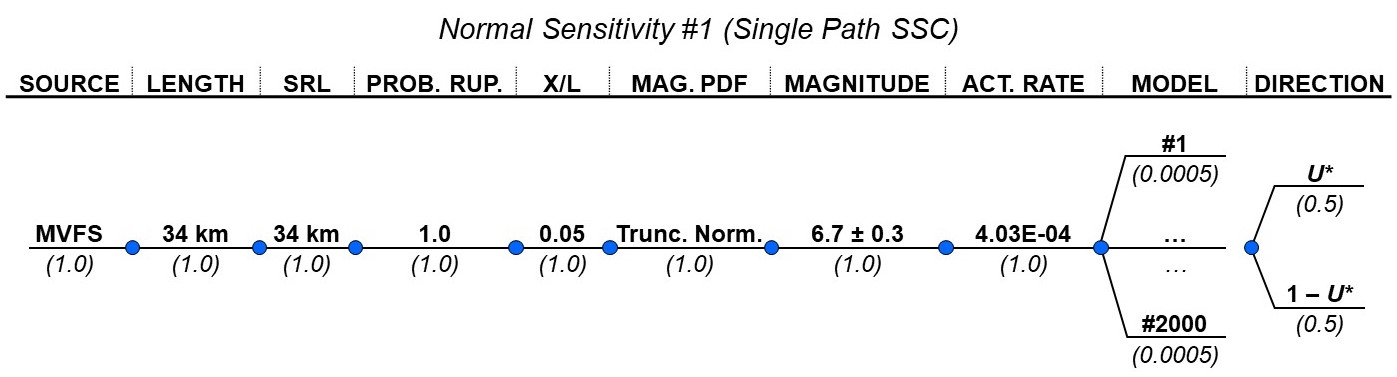 Normal Sensitivity #1 (Single Path SSC)
SOURCE LENGTH SRL PROB. RUP. X/L MAG. PDF MAGNITUDE ACT. RATE MODEL DIRECTION
#1
(0.0005)
U*
(0.5)
MVFS 34 km 34 km 1.0 0.05 Trunc. Norm. 6.7 ± 0.3 4.03E-04 ...
(1.0) (1.0) (1.0) (1.0) (1.0) (1.0) (1.0) (1.0) ...
1 – U*
(0.5)
#2000
(0.0005)